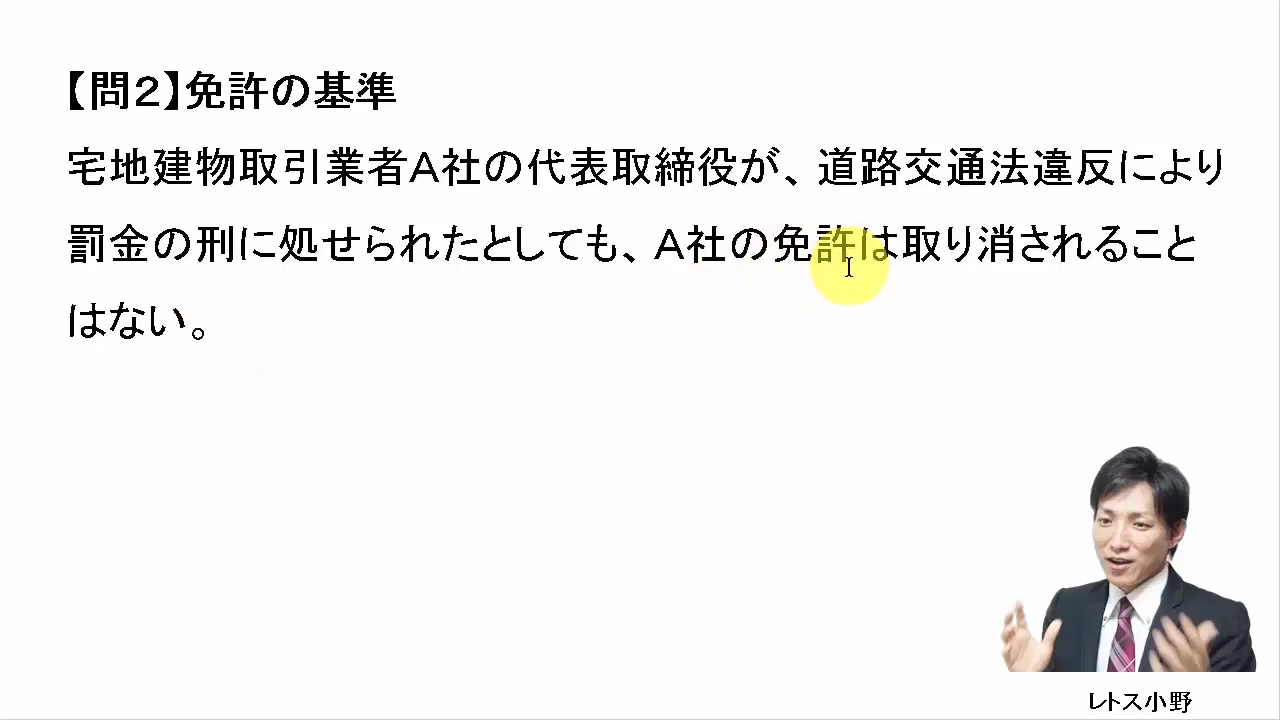 【問２】免許の基準
宅地建物取引業者Ａ社の代表取締役が、道路交通法違反により
罰金の刑に処せられたとしても、Ａ社の免許は取り消されること
はない。
レトス小野